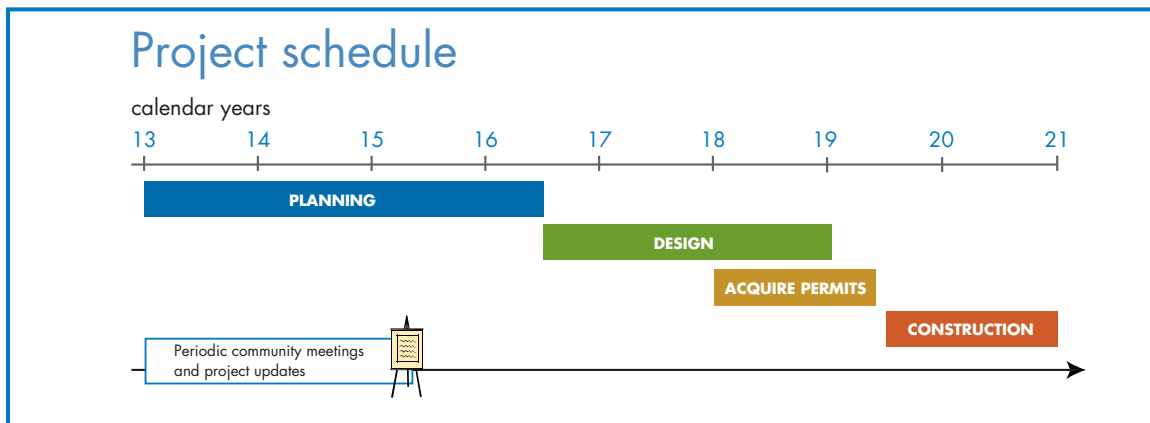 Project schedule
calendar years
13 14 15 16 17 18 19 20 21
PLANNING
DESIGN
ACQUIRE PERMITS
CONSTRUCTION
Periodic community meetings
and project updates